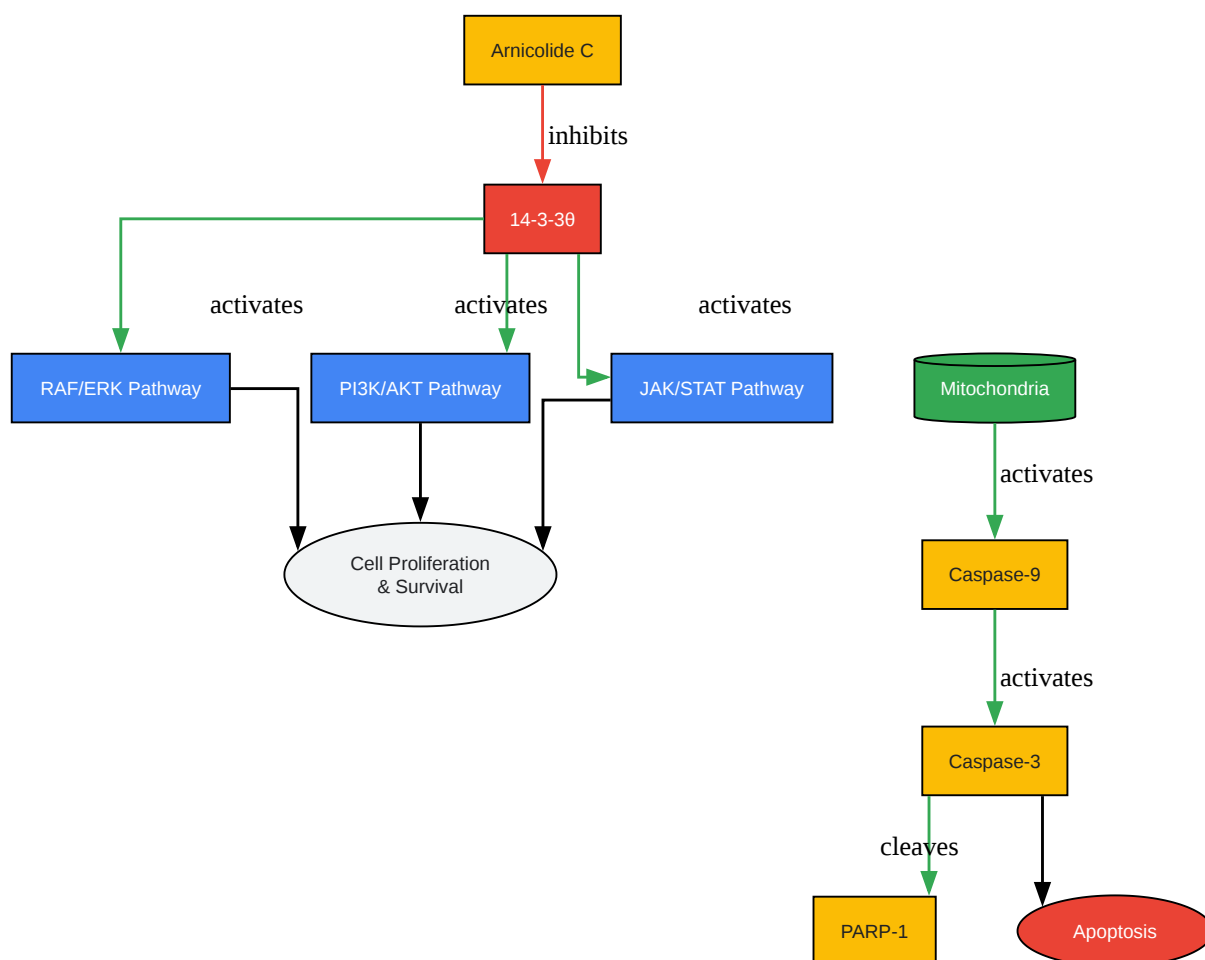 Arnicolide C
inhibits
14-3-3θ
activates
activates
activates
RAF/ERK Pathway
PI3K/AKT Pathway
JAK/STAT Pathway
Mitochondria
activates
Cell Proliferation
& Survival
Caspase-9
activates
Caspase-3
cleaves
PARP-1
Apoptosis